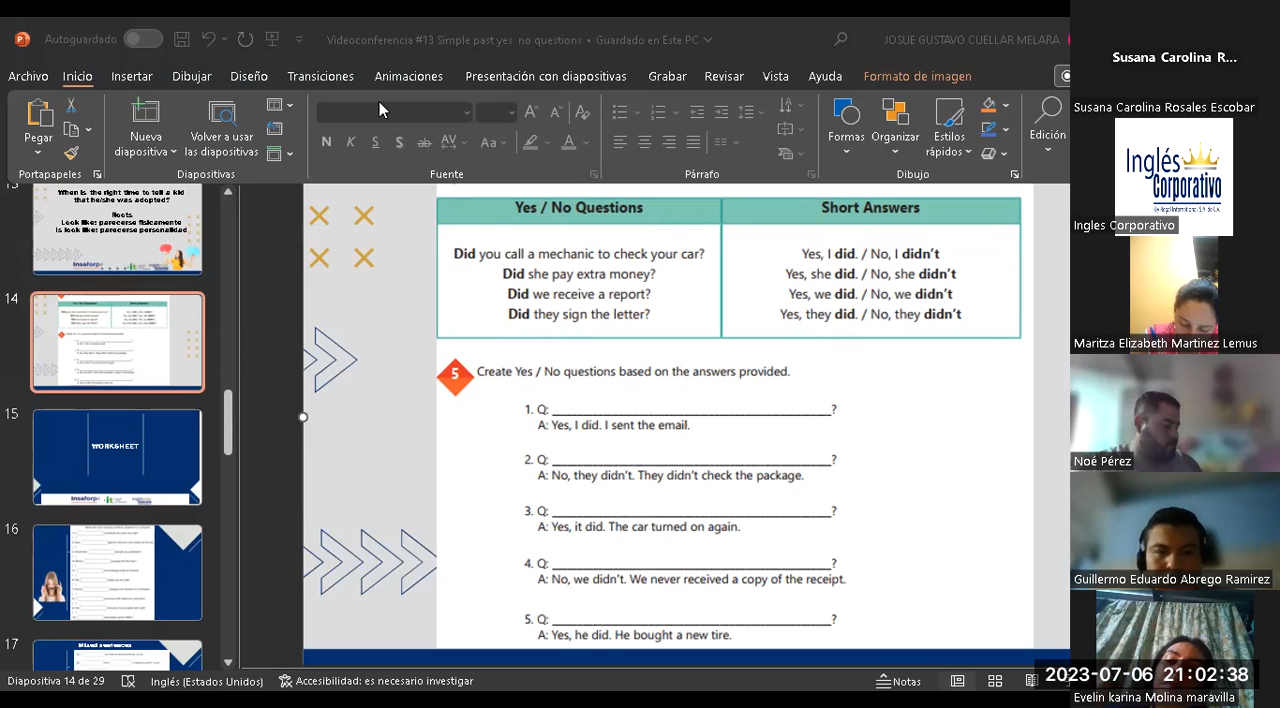 Autoguardado
Videoconferencia #13 Simple past yes no questions • Guardado en Este PC
JOSUE GUSTAVO CUELLAR MELARA
Archivo Inicio Insertar Dibujar Diseño Transiciones Animaciones Presentación con diapositivas Grabar Revisar Vista Ayuda Formato de imagen
Pegar
Nueva diapositiva
Volver a usar las diapositivas
Formas
Organizar
Estilos rápidos
Edición
Portapapeles
Diapositivas
Fuente
Párrafo
Dibujo
13
When is the right time to tell a kid
that he/she was adopted?
Roots
Look like: parecerse fisicamente
Is look like: parecerse personalidad
Insaforp
14
15
WORKSHEET
Insaforp
16
17
Mixed sentences
Yes / No Questions
Short Answers
Did you call a mechanic to check your car?
Yes, I did. / No, I didn't
Did she pay extra money?
Yes, she did. / No, she didn't
Did we receive a report?
Yes, we did. / No, we didn't
Did they sign the letter?
Yes, they did. / No, they didn't
5 Create Yes / No questions based on the answers provided.
1. Q: ?
A: Yes, I did. I sent the email.
2. Q: ?
A: No, they didn't. They didn't check the package.
3. Q: ?
A: Yes, it did. The car turned on again.
4. Q: ?
A: No, we didn't. We never received a copy of the receipt.
5. Q: ?
A: Yes, he did. He bought a new tire.
Diapositiva 14 de 29
Inglés (Estados Unidos)
Accesibilidad: es necesario investigar
Notas
Susana Carolina R...
Susana Carolina Rosales Escobar
Inglés
Corporativo
Ingles Corporativo
Maritza Elizabeth Martinez Lemus
Noé Pérez
Guillermo Eduardo Abrego Ramirez
2023-07-06 21:02:38
Evelin karina Molina maravilla